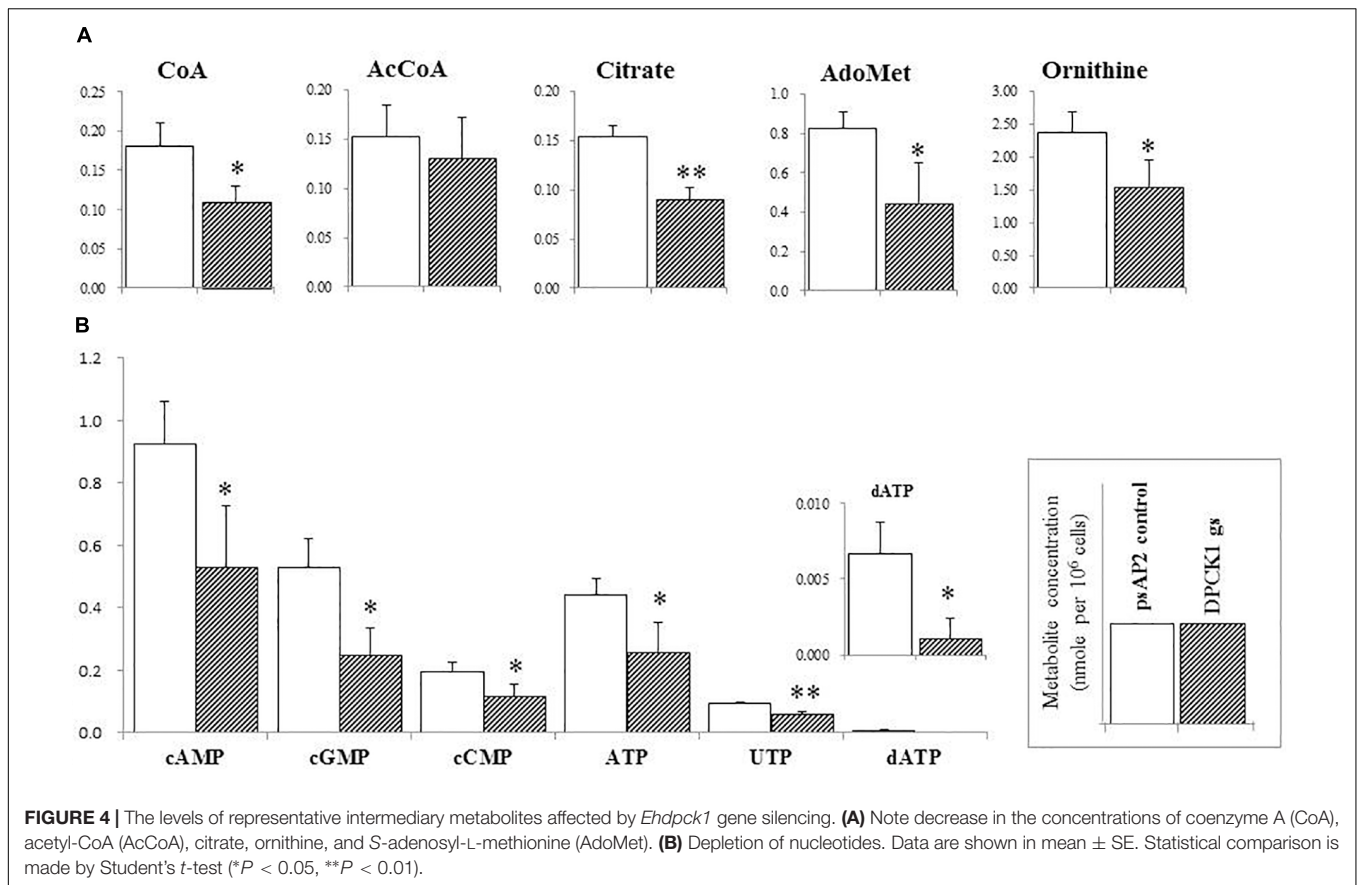 A
CoA
AcCoA
Citrate
AdoMet
Ornithine
0.25
0.20
0.15
0.10
0.05
0.00
*
0.20
0.15
0.10
0.05
0.00
0.20
0.15
0.10
0.05
0.00
**
1.0
0.8
0.6
0.4
0.2
0.0
*
3.00
2.50
2.00
1.50
1.00
0.50
0.00
*
B
1.2
1.0
0.8
0.6
0.4
0.2
0.0
*
*
*
*
**
cAMP
cGMP
cCMP
ATP
UTP
dATP
dATP
0.010
0.005
0.000
*
Metabolite concentration
(nmole per 10⁶ cells)
psAP2 control
DPCK1 gs
FIGURE 4 | The levels of representative intermediary metabolites affected by Ehdpck1 gene silencing. (A) Note decrease in the concentrations of coenzyme A (CoA),
acetyl-CoA (AcCoA), citrate, ornithine, and S-adenosyl-L-methionine (AdoMet). (B) Depletion of nucleotides. Data are shown in mean ± SE. Statistical comparison is
made by Student's t-test (*P < 0.05, **P < 0.01).